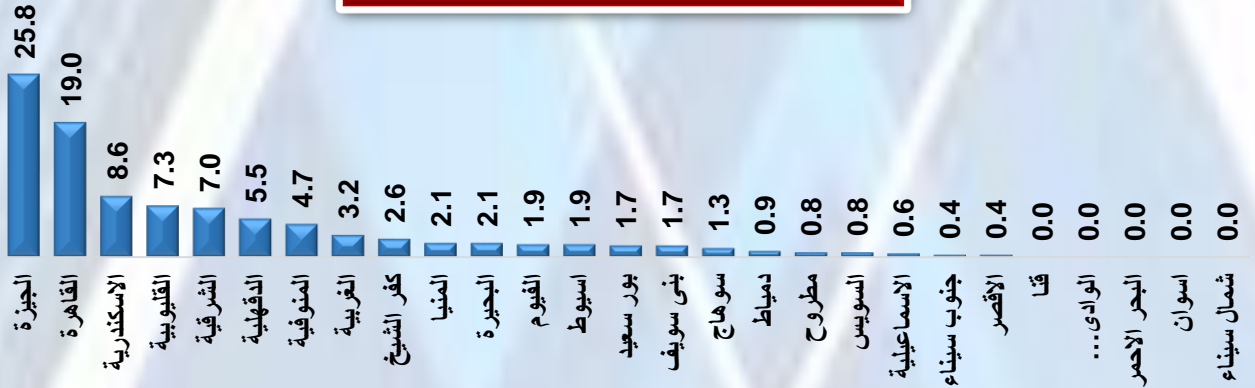 25.8
19.0
8.6
7.3
7.0
5.5
4.7
3.2
2.6
2.1
2.1
1.9
1.9
1.7
1.7
1.3
0.9
0.8
0.8
0.6
0.4
0.4
0.0
0.0
0.0
0.0
0.0
الجيزة
القاهرة
الاسكندرية
القليوبية
الشرقية
الدقهلية
المنوفية
الغربية
كفر الشيخ
المنيا
البحيرة
الفيوم
اسيوط
بور سعيد
بنى سويف
سوهاج
دمياط
مطروح
السويس
الاسماعيلية
جنوب سيناء
الاقصر
قنا
الوادى....
البحر الاحمر
اسوان
شمال سيناء